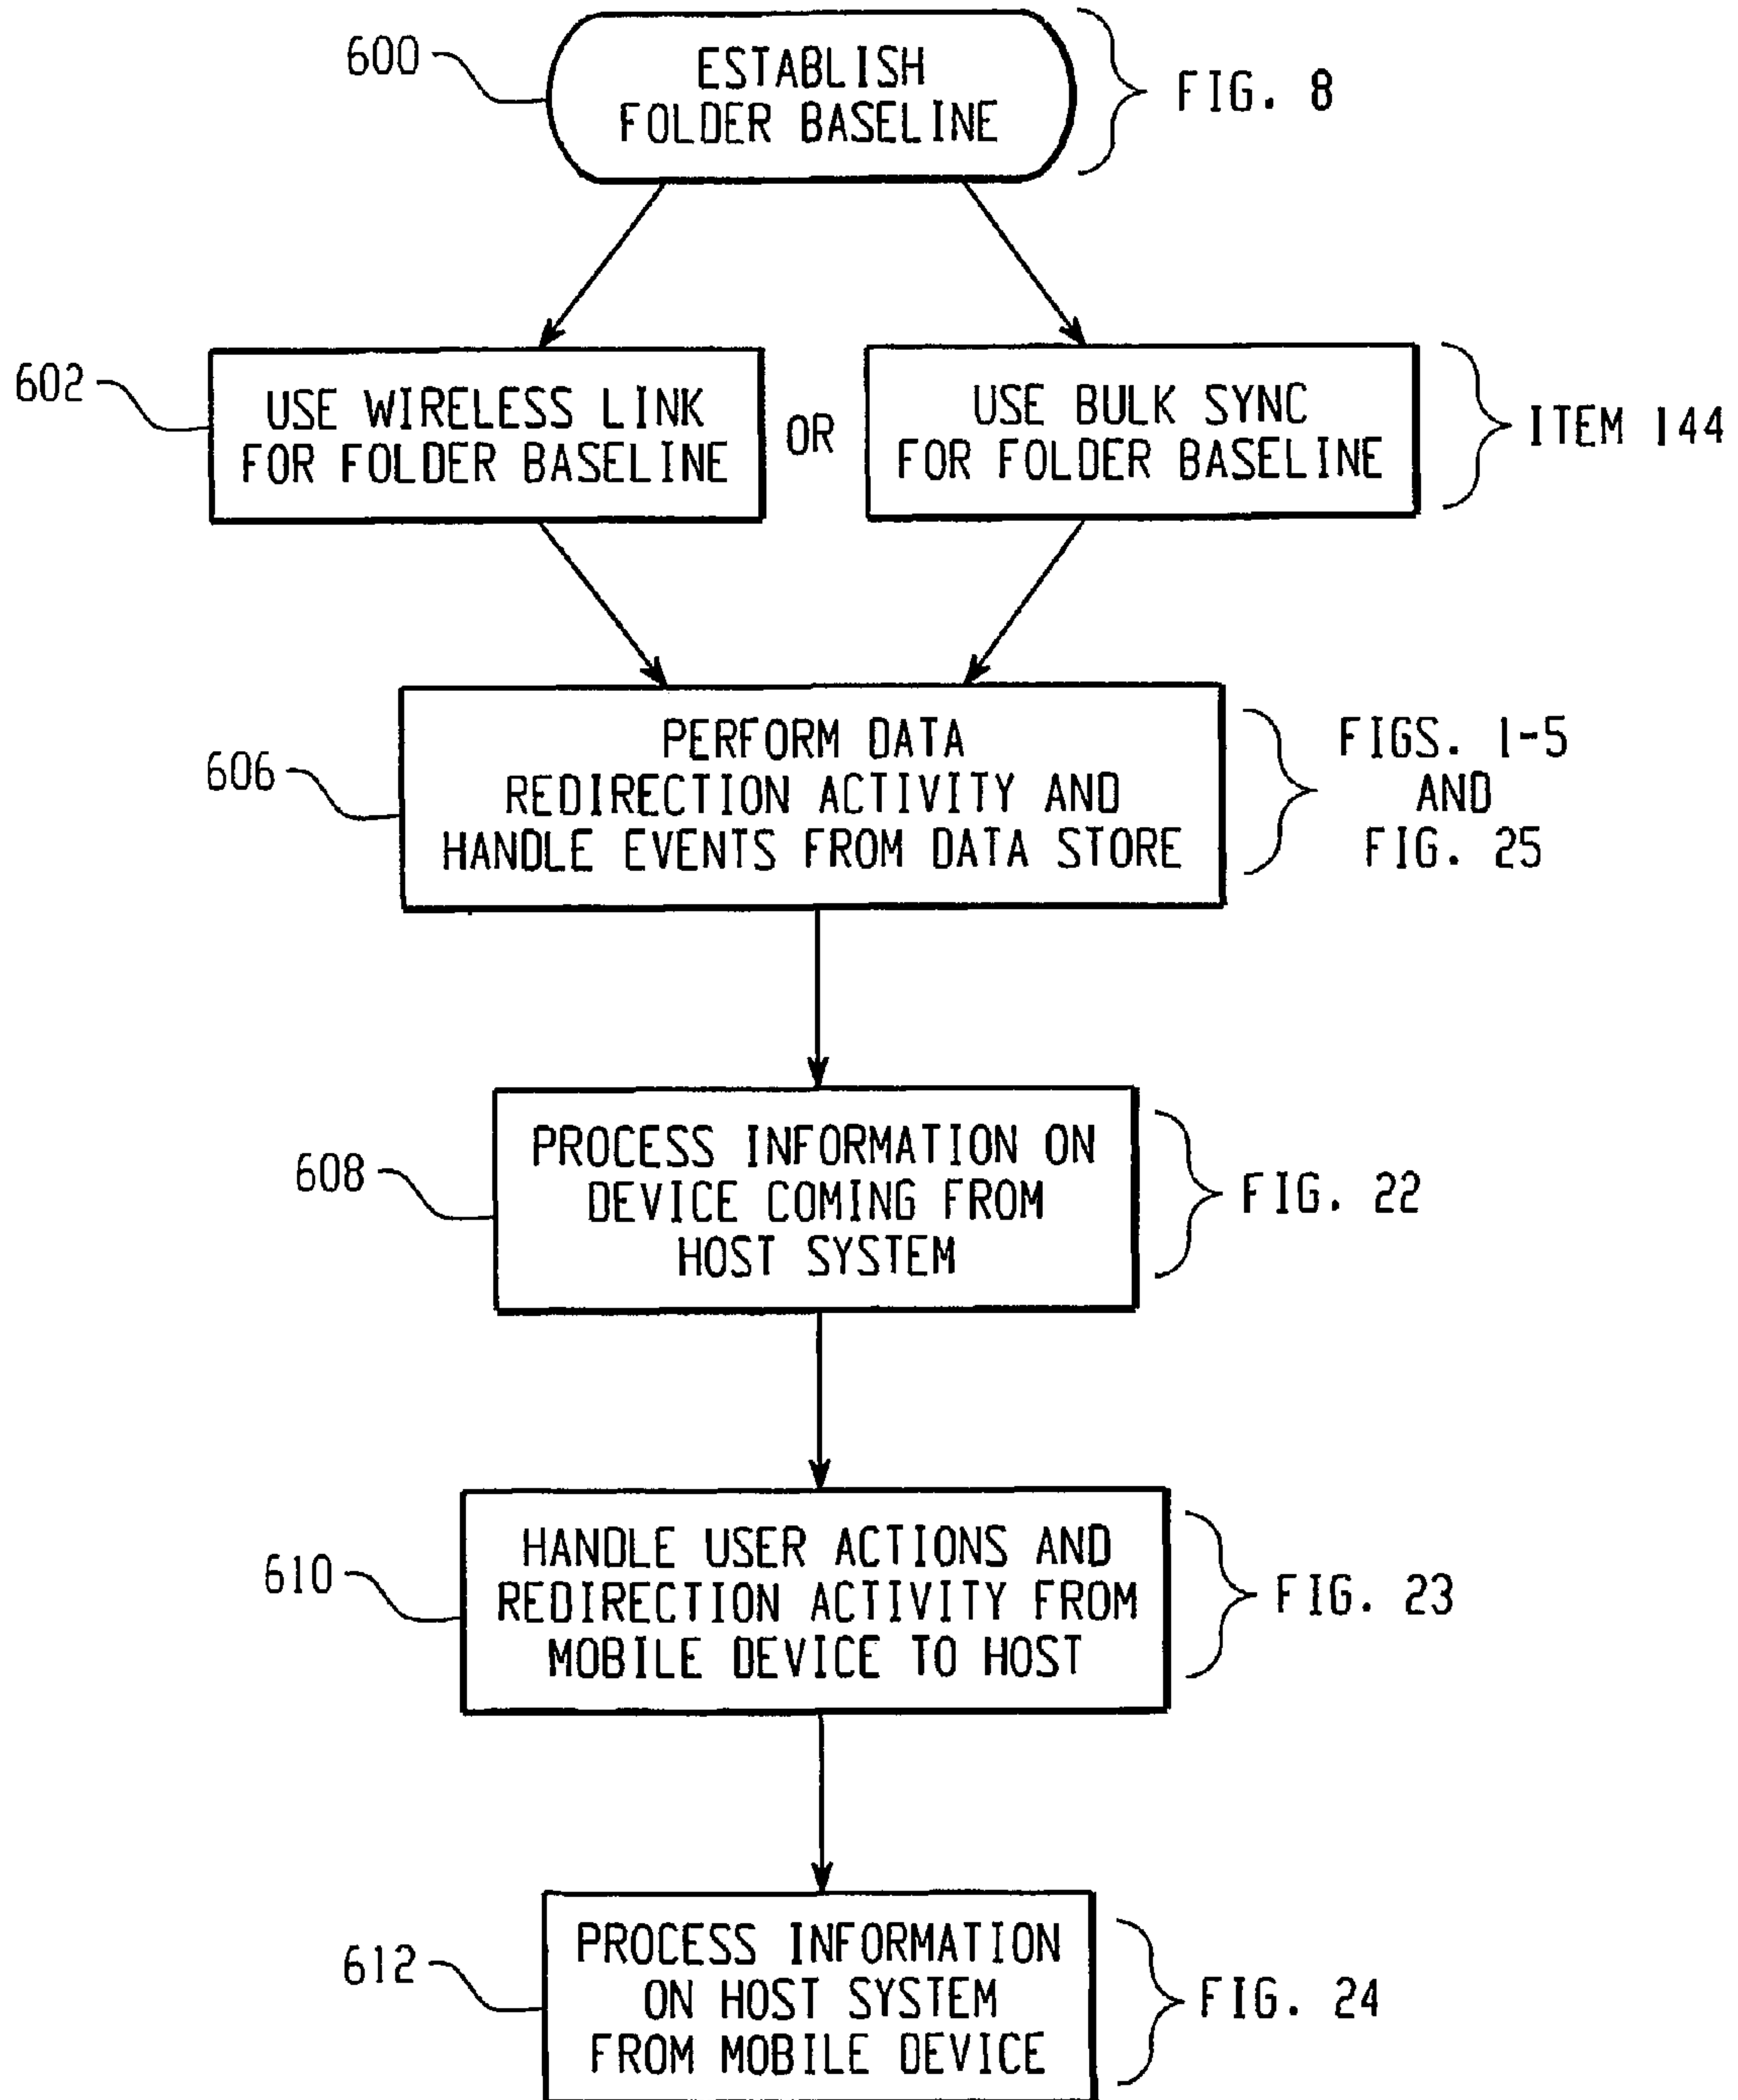 600
ESTABLISH
FOLDER BASELINE
FIG. 8
602
USE WIRELESS LINK
FOR FOLDER BASELINE
OR
USE BULK SYNC
FOR FOLDER BASELINE
ITEM 144
606
PERFORM DATA
REDIRECTION ACTIVITY AND
HANDLE EVENTS FROM DATA STORE
FIGS. 1-5
AND
FIG. 25
608
PROCESS INFORMATION ON
DEVICE COMING FROM
HOST SYSTEM
FIG. 22
610
HANDLE USER ACTIONS AND
REDIRECTION ACTIVITY FROM
MOBILE DEVICE TO HOST
FIG. 23
612
PROCESS INFORMATION
ON HOST SYSTEM
FROM MOBILE DEVICE
FIG. 24